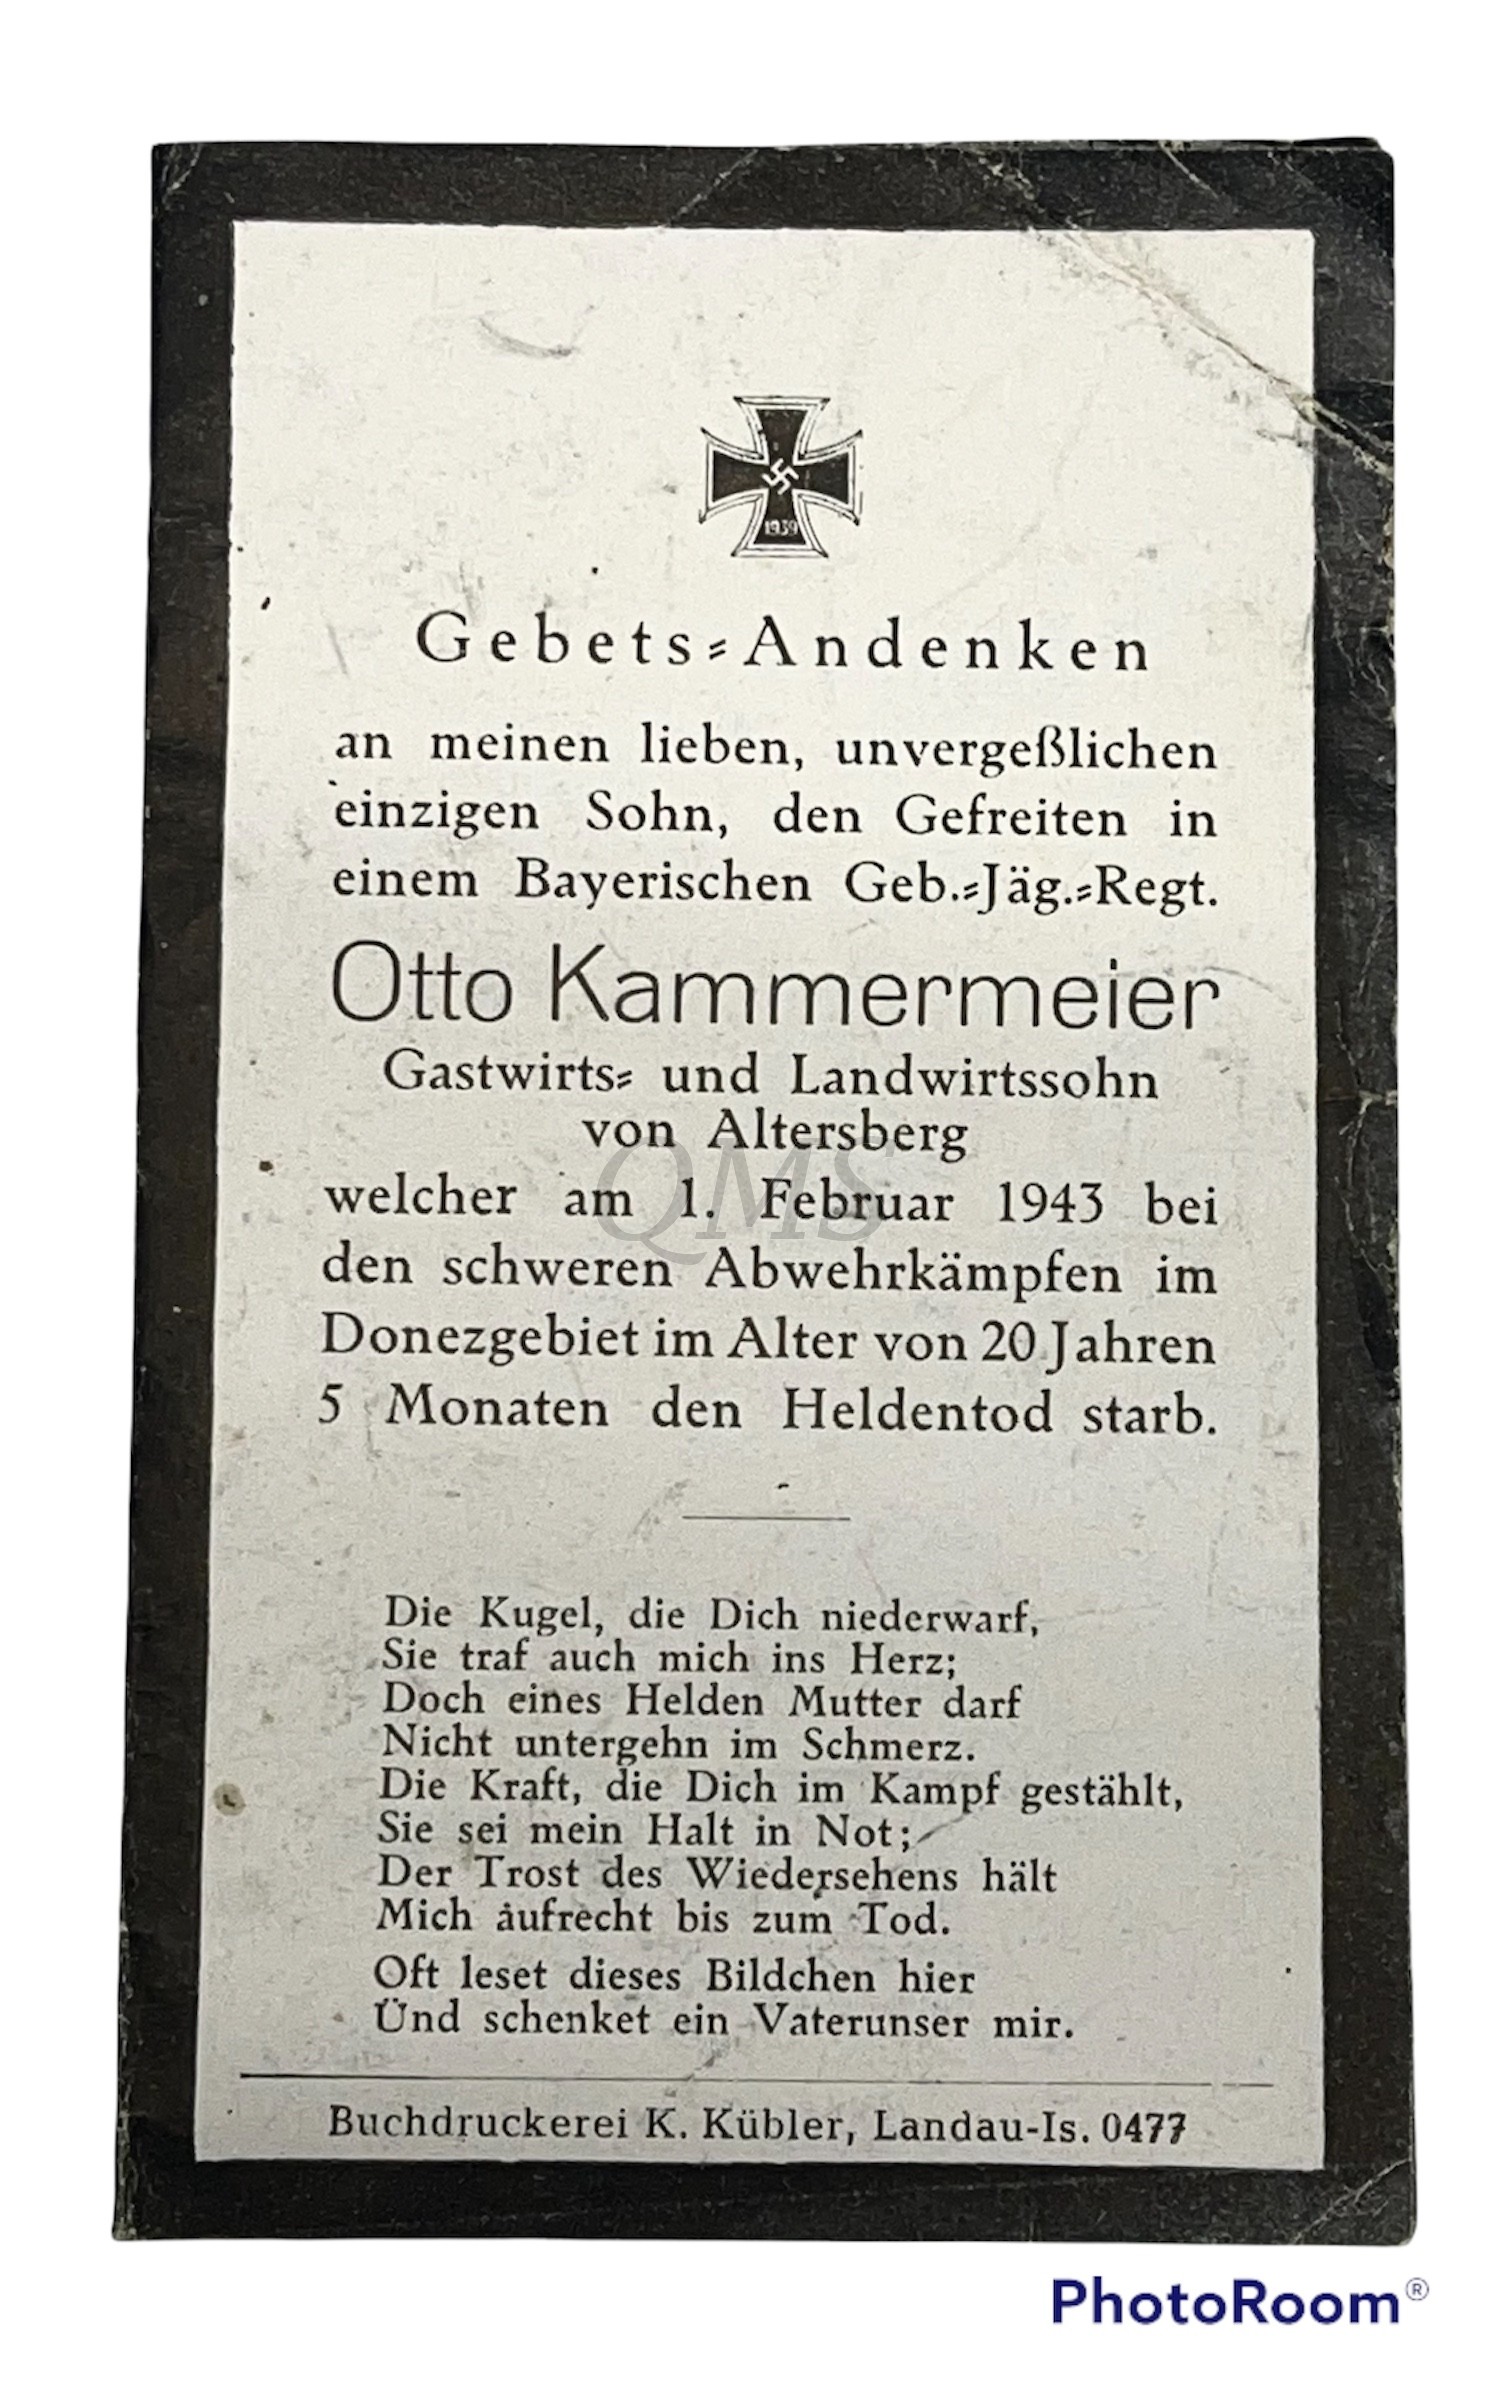 1939
Gebets-Andenken
an meinen lieben, unvergeßlichen
einzigen Sohn, den Gefreiten in
einem Bayerischen Geb.-Jäg.-Regt.
Otto Kammermeier
Gastwirts- und Landwirtssohn
von Altersberg
QMS
welcher am 1. Februar 1943 bei
den schweren Abwehrkämpfen im
Donezgebiet im Alter von 20 Jahren
5 Monaten den Heldentod starb.
Die Kugel, die Dich niederwarf,
Sie traf auch mich ins Herz;
Doch eines Helden Mutter darf
Nicht untergehn im Schmerz.
Die Kraft, die Dich im Kampf gestählt,
Sie sei mein Halt in Not;
Der Trost des Wiedersehens hält
Mich aufrecht bis zum Tod.
Oft leset dieses Bildchen hier
Und schenket ein Vaterunser mir.
Buchdruckerei K. Kübler, Landau-Is. 0477
PhotoRoom®